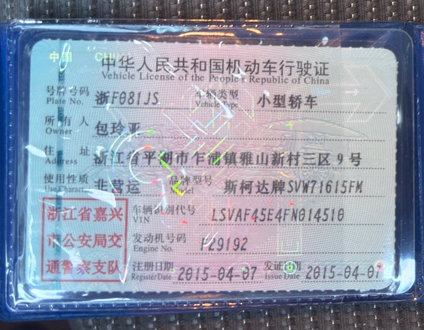 中华人民共和国机动车行驶证
Vehicle License of the People's Republic of China
号牌号码 浙F081JS 车辆类型 小型轿车
Plate No. Vehicle Type
所有人 包玲亚
Owner
住址 浙江省平湖市乍浦镇雅山新村三区9号
Address
使用性质 非营运 品牌型号 斯柯达牌SVW71615FM
Use Character Model
浙江省嘉兴 车辆识别代号 LSVAF45E4FN014510
市公安局交 VIN
通警察支队 发动机号码 F29192
Engine No.
注册日期 2015-04-07 发证日期 2015-04-07
Register Date Issue Date